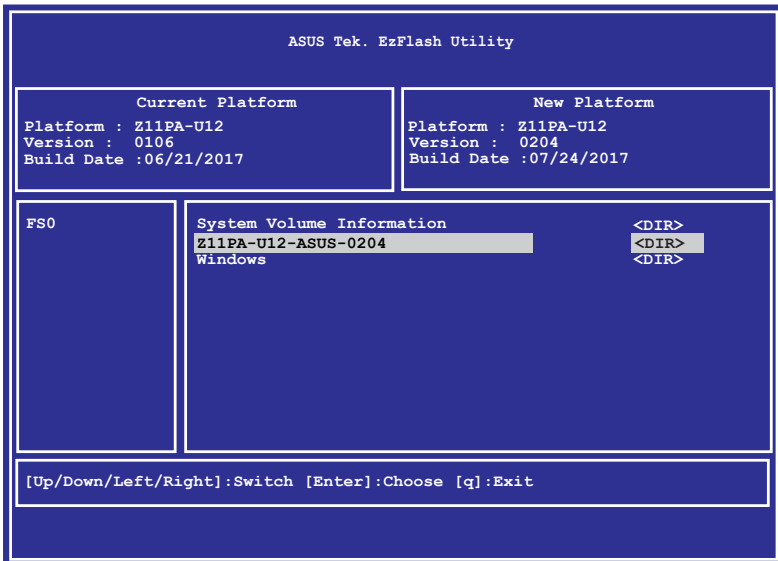 ASUS Tek. EzFlash Utility
Current Platform
Platform : Z11PA-U12
Version : 0106
Build Date :06/21/2017
New Platform
Platform : Z11PA-U12
Version : 0204
Build Date :07/24/2017
FS0
System Volume Information <DIR>
Z11PA-U12-ASUS-0204 <DIR>
Windows <DIR>
[Up/Down/Left/Right]:Switch [Enter]:Choose [q]:Exit